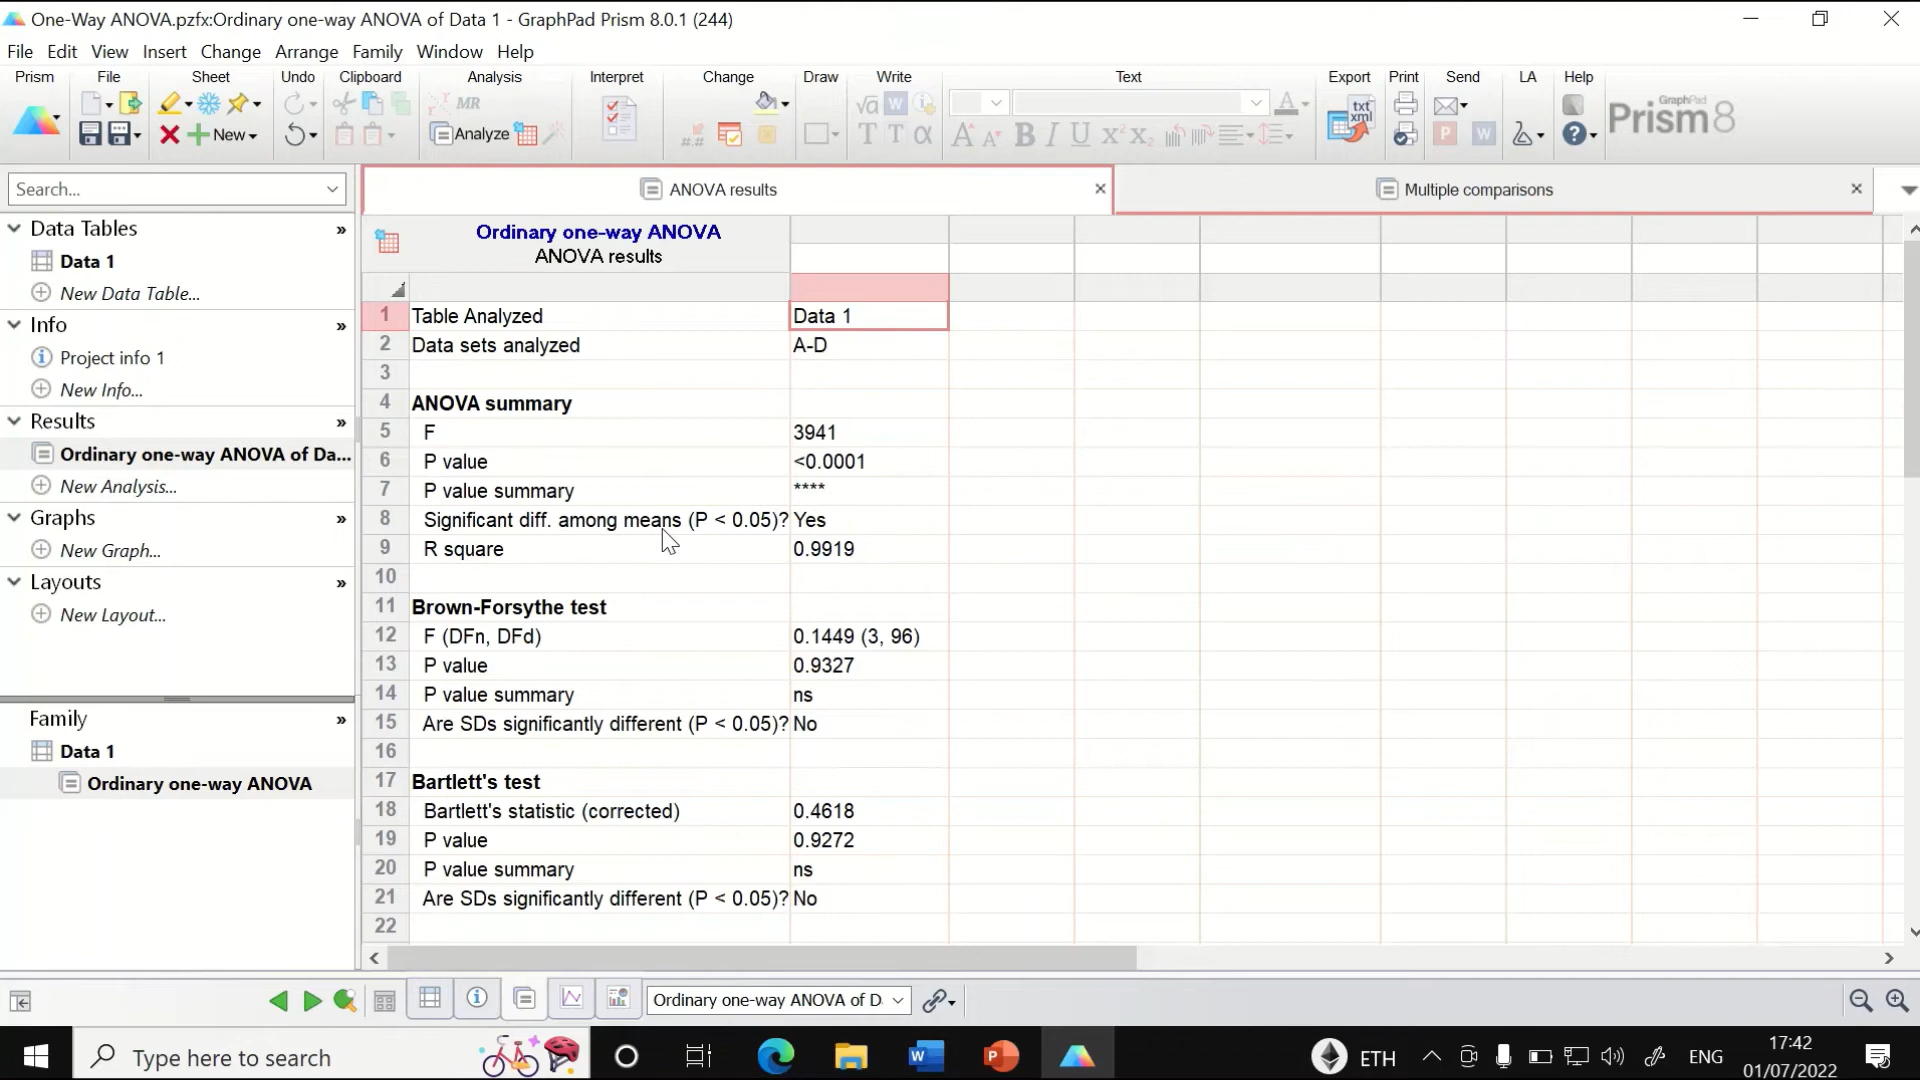 One-Way ANOVA.pzfx:Ordinary one-way ANOVA of Data 1 - GraphPad Prism 8.0.1 (244)
File Edit View Insert Change Arrange Family Window Help
Prism File Sheet Undo Clipboard Analysis Interpret Change Draw Write Text Export Print Send LA Help
MR
New
Analyze
txt
xml
GraphPad
Prism 8
Search...
ANOVA results
Multiple comparisons
Data Tables
Data 1
New Data Table...
Info
Project info 1
New Info...
Results
Ordinary one-way ANOVA of Da...
New Analysis...
Graphs
New Graph...
Layouts
New Layout...
Family
Data 1
Ordinary one-way ANOVA
Ordinary one-way ANOVA
ANOVA results
1 Table Analyzed Data 1
2 Data sets analyzed A-D
3
4 ANOVA summary
5 F 3941
6 P value <0.0001
7 P value summary ****
8 Significant diff. among means (P < 0.05)? Yes
9 R square 0.9919
10
11 Brown-Forsythe test
12 F (DFn, DFd) 0.1449 (3, 96)
13 P value 0.9327
14 P value summary ns
15 Are SDs significantly different (P < 0.05)? No
16
17 Bartlett's test
18 Bartlett's statistic (corrected) 0.4618
19 P value 0.9272
20 P value summary ns
21 Are SDs significantly different (P < 0.05)? No
22
Ordinary one-way ANOVA of D
Type here to search
ETH
ENG
17:42
01/07/2022